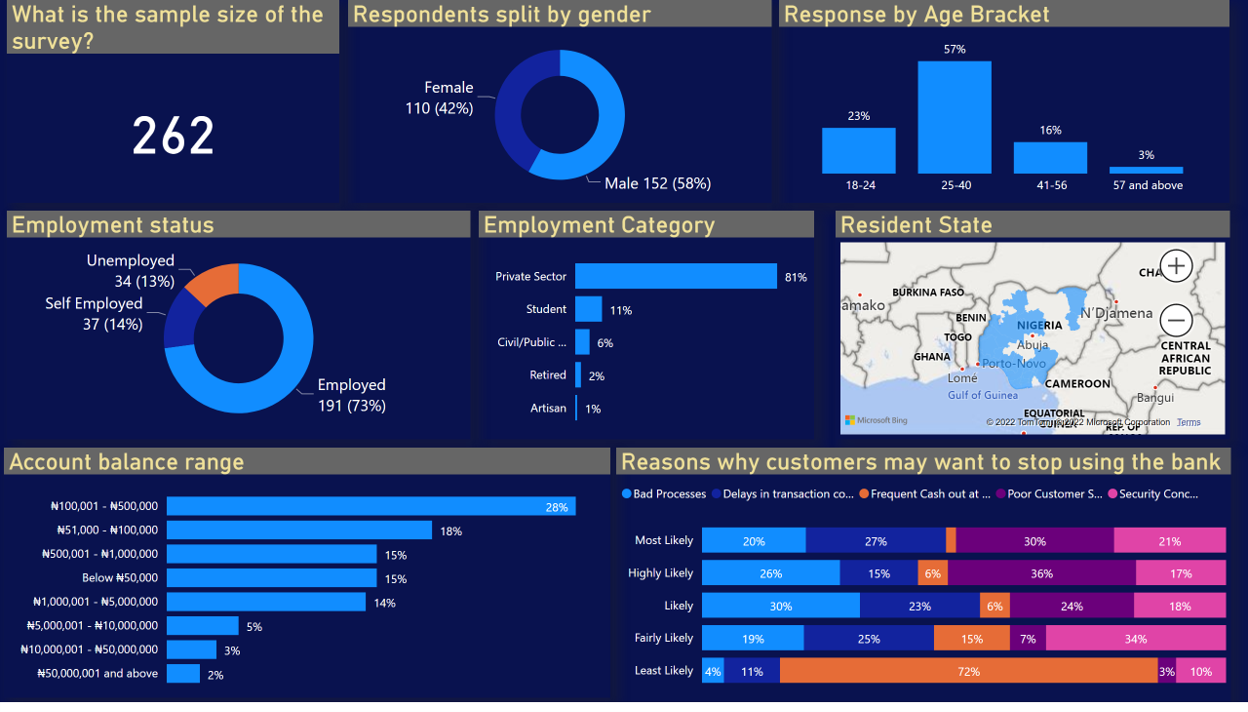 What is the sample size of the
survey?
262
Respondents split by gender
Female
110 (42%)
Male 152 (58%)
Response by Age Bracket
57%
23%
16%
3%
18-24
25-40
41-56
57 and above
Employment status
Unemployed
34 (13%)
Self Employed
37 (14%)
Employed
191 (73%)
Employment Category
Private Sector 81%
Student 11%
Civil/Public ... 6%
Retired 2%
Artisan 1%
Resident State
CHA
BURKINA FASO
amako
N'Djamena
BENIN
NIGERIA
TOGO
Abuja
GHANA
Porto-Novo
CENTRAL
AFRICAN
REPUBLIC
Lomé
CAMEROON
Gulf of Guinea
Bangui
EQUATORIAL
Microsoft Bing
© 2022 TomTom, © 2022 Microsoft Corporation Terms
REP. OF
Account balance range
₦100,001 - ₦500,000 28%
₦51,000 - ₦100,000 18%
₦500,001 - ₦1,000,000 15%
Below ₦50,000 15%
₦1,000,001 - ₦5,000,000 14%
₦5,000,001 - ₦10,000,000 5%
₦10,000,001 - ₦50,000,000 3%
₦50,000,001 and above 2%
Reasons why customers may want to stop using the bank
Bad Processes Delays in transaction co... Frequent Cash out at ... Poor Customer S... Security Conc...
Most Likely 20% 27% 30% 21%
Highly Likely 26% 15% 6% 36% 17%
Likely 30% 23% 6% 24% 18%
Fairly Likely 19% 25% 15% 7% 34%
Least Likely 4% 11% 72% 3% 10%